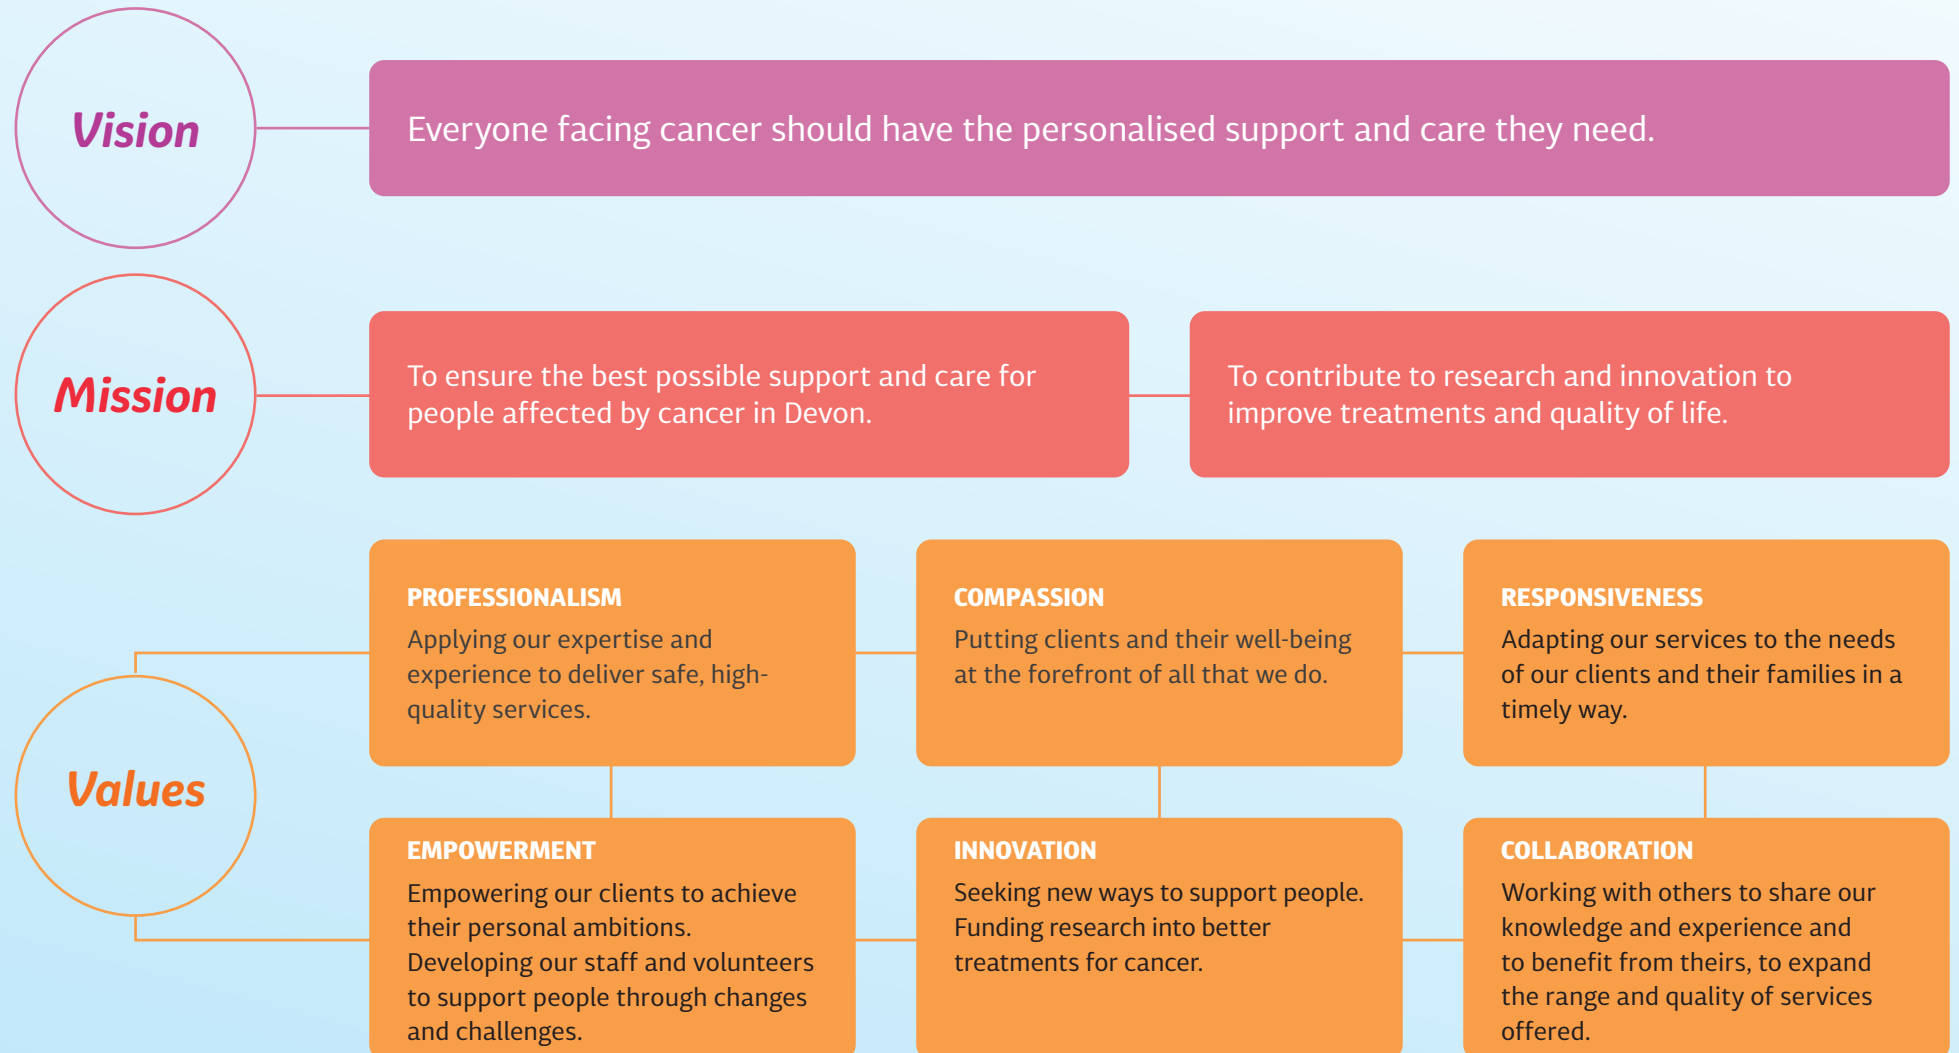 Vision
Everyone facing cancer should have the personalised support and care they need.
Mission
To ensure the best possible support and care for
people affected by cancer in Devon.
To contribute to research and innovation to
improve treatments and quality of life.
Values
PROFESSIONALISM
Applying our expertise and
experience to deliver safe, high-
quality services.
COMPASSION
Putting clients and their well-being
at the forefront of all that we do.
RESPONSIVENESS
Adapting our services to the needs
of our clients and their families in a
timely way.
EMPOWERMENT
Empowering our clients to achieve
their personal ambitions.
Developing our staff and volunteers
to support people through changes
and challenges.
INNOVATION
Seeking new ways to support people.
Funding research into better
treatments for cancer.
COLLABORATION
Working with others to share our
knowledge and experience and
to benefit from theirs, to expand
the range and quality of services
offered.